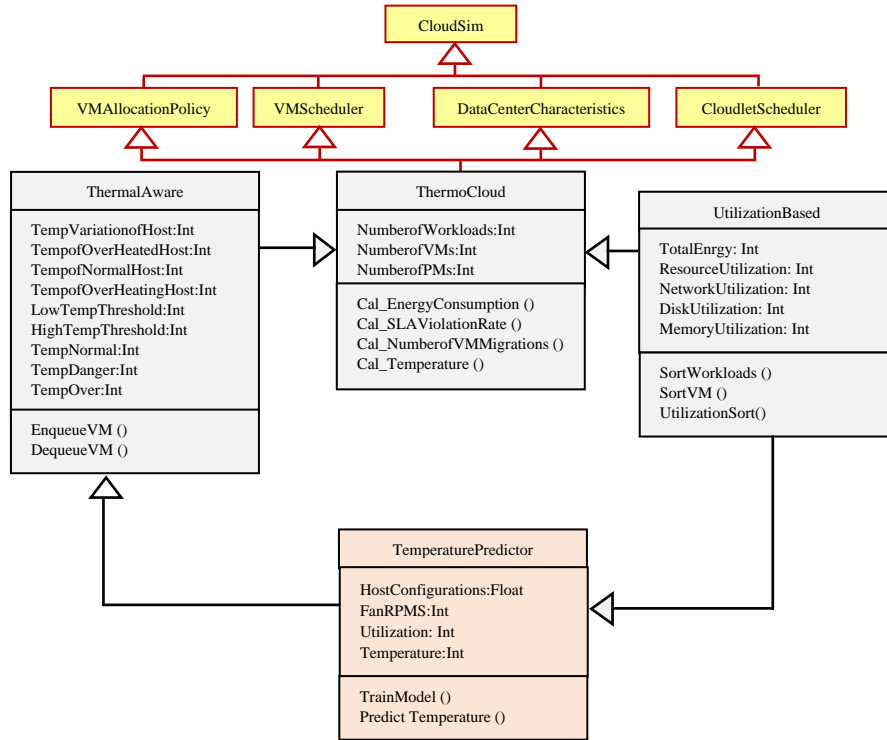 CloudSim
VMAllocationPolicy
VMScheduler
DataCenterCharacteristics
CloudletScheduler
ThermalAware
TempVariationofHost:Int
TempofOverHeatedHost:Int
TempofNormalHost:Int
TempofOverHeatingHost:Int
LowTempThreshold:Int
HighTempThreshold:Int
TempNormal:Int
TempDanger:Int
TempOver:Int
EnqueueVM ()
DequeueVM ()
ThermoCloud
NumberofWorkloads:Int
NumberofVMs:Int
NumberofPMs:Int
Cal_EnergyConsumption ()
Cal_SLAViolationRate ()
Cal_NumberofVMMigrations ()
Cal_Temperature ()
UtilizationBased
TotalEnrgy: Int
ResourceUtilization: Int
NetworkUtilization: Int
DiskUtilization: Int
MemoryUtilization: Int
SortWorkloads ()
SortVM ()
UtilizationSort()
TemperaturePredictor
HostConfigurations:Float
FanRPMS:Int
Utilization: Int
Temperature:Int
TrainModel ()
Predict Temperature ()